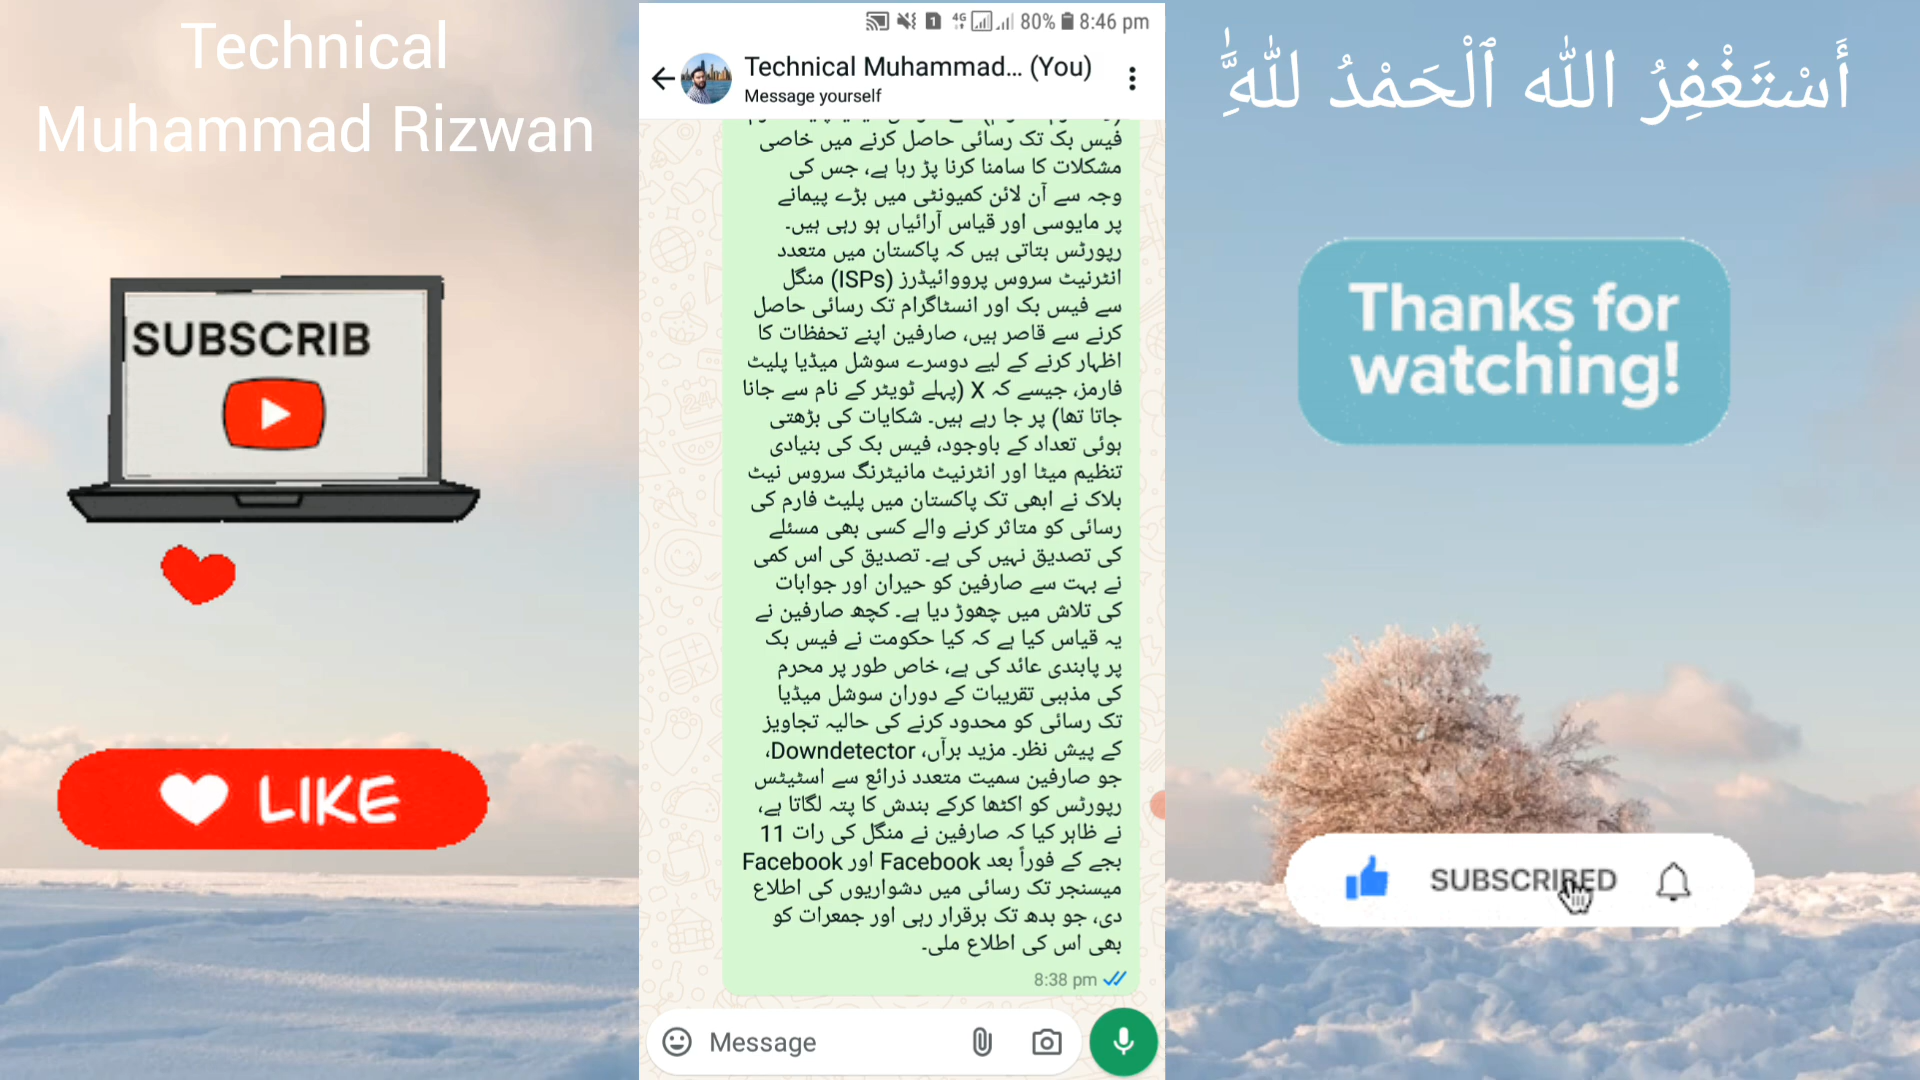 Technical
Muhammad Rizwan
SUBSCRIB
LIKE
80% 8:46 pm
Technical Muhammad... (You)
Message yourself
فیس بک تک رسائی حاصل کرنے میں خاصی
مشکلات کا سامنا کرنا پڑ رہا ہے، جس کی
وجہ سے آن لائن کمیونٹی میں بڑے پیمانے
پر مایوسی اور قیاس آرائیاں ہو رہی ہیں۔
رپورٹس بتاتی ہیں کہ پاکستان میں متعدد
انٹرنیٹ سروس پرووائیڈرز (ISPs) منگل
سے فیس بک اور انسٹاگرام تک رسائی حاصل
کرنے سے قاصر ہیں، صارفین اپنے تحفظات کا
اظہار کرنے کے لیے دوسرے سوشل میڈیا پلیٹ
فارمز، جیسے کہ X (پہلے ٹویٹر کے نام سے جانا
جاتا تھا) پر جا رہے ہیں۔ شکایات کی بڑھتی
ہوئی تعداد کے باوجود، فیس بک کی بنیادی
تنظیم میٹا اور انٹرنیٹ مانیٹرنگ سروس نیٹ
بلاک نے ابھی تک پاکستان میں پلیٹ فارم کی
رسائی کو متاثر کرنے والے کسی بھی مسئلے
کی تصدیق نہیں کی ہے۔ تصدیق کی اس کمی
نے بہت سے صارفین کو حیران اور جوابات
کی تلاش میں چھوڑ دیا ہے۔ کچھ صارفین نے
یہ قیاس کیا ہے کہ کیا حکومت نے فیس بک
پر پابندی عائد کی ہے، خاص طور پر محرم
کی مذہبی تقریبات کے دوران سوشل میڈیا
تک رسائی کو محدود کرنے کی حالیہ تجاویز
کے پیش نظر۔ مزید برآں، Downdetector،
جو صارفین سمیت متعدد ذرائع سے اسٹیٹس
رپورٹس کو اکٹھا کرکے بندش کا پتہ لگاتا ہے،
نے ظاہر کیا کہ صارفین نے منگل کی رات 11
بجے کے فوراً بعد Facebook اور Facebook
میسنجر تک رسائی میں دشواریوں کی اطلاع
دی، جو بدھ تک برقرار رہی اور جمعرات کو
بھی اس کی اطلاع ملی۔
8:38 pm
Message
أَسْتَغْفِرُ اللّٰه ٱلْحَمْدُ لِلّٰهِ
Thanks for
watching!
SUBSCRIBED